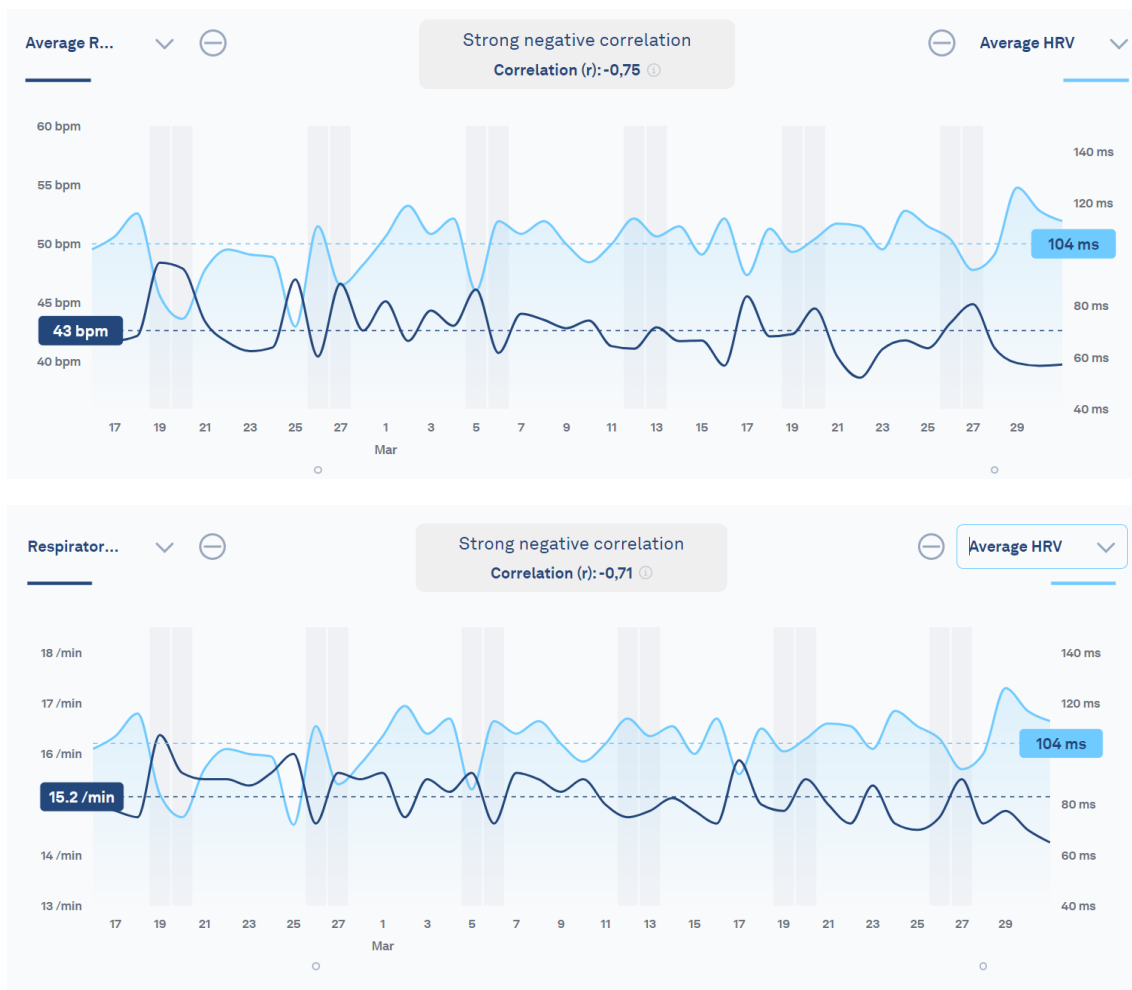 Average R... Average HRV
Strong negative correlation
Correlation (r): -0,75
60 bpm
55 bpm
50 bpm
45 bpm
43 bpm
40 bpm
140 ms
120 ms
104 ms
80 ms
60 ms
40 ms
17 19 21 23 25 27 1 3 5 7 9 11 13 15 17 19 21 23 25 27 29
Mar
Respirator... Average HRV
Strong negative correlation
Correlation (r): -0,71
18 /min
17 /min
16 /min
15.2 /min
14 /min
13 /min
140 ms
120 ms
104 ms
80 ms
60 ms
40 ms
17 19 21 23 25 27 1 3 5 7 9 11 13 15 17 19 21 23 25 27 29
Mar